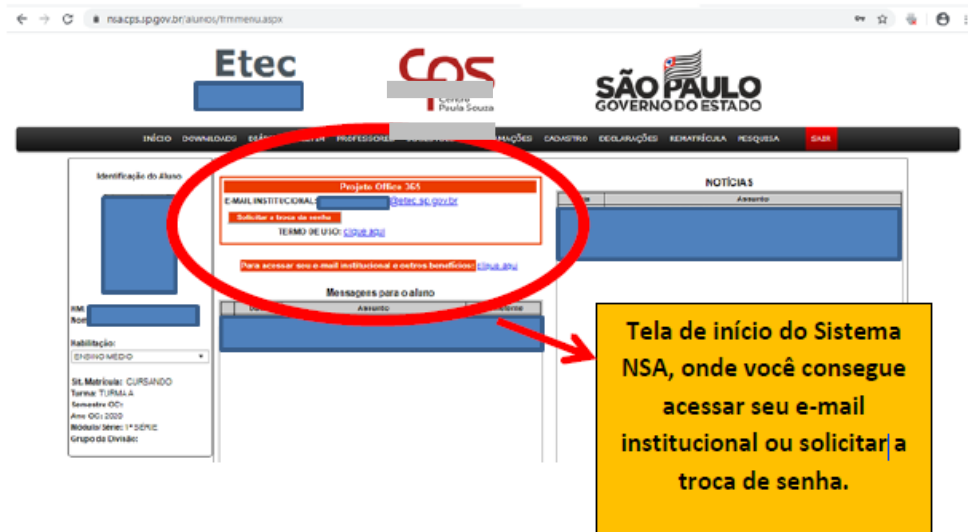 nsa.cps.sp.gov.br/alunos/frmmenu.aspx
Etec
cps
Centro
Paula Souza
SÃO PAULO
GOVERNO DO ESTADO
INÍCIO DOWNLOADS PROFESSORES CADASTRO DECLARAÇÕES REMATRÍCULA PESQUISA SAIR
Identificação do Aluno
RM:
Habilitação:
ENSINO MÉDIO
Sit. Matrícula: CURSANDO
Turma: TURMA A
Semestre OC:
Ano OC: 2020
Módulo/Série: 1ª SÉRIE
Grupo da Divisão:
Projeto Office 365
E-MAIL INSTITUCIONAL: @etec.sp.gov.br
Solicitar a troca da senha
TERMO DE USO: clique aqui
Para acessar seu e-mail institucional e outros benefícios: clique aqui
Mensagens para o aluno
Assunto
NOTÍCIAS
Assunto
Tela de início do Sistema
NSA, onde você consegue
acessar seu e-mail
institucional ou solicitar a
troca de senha.